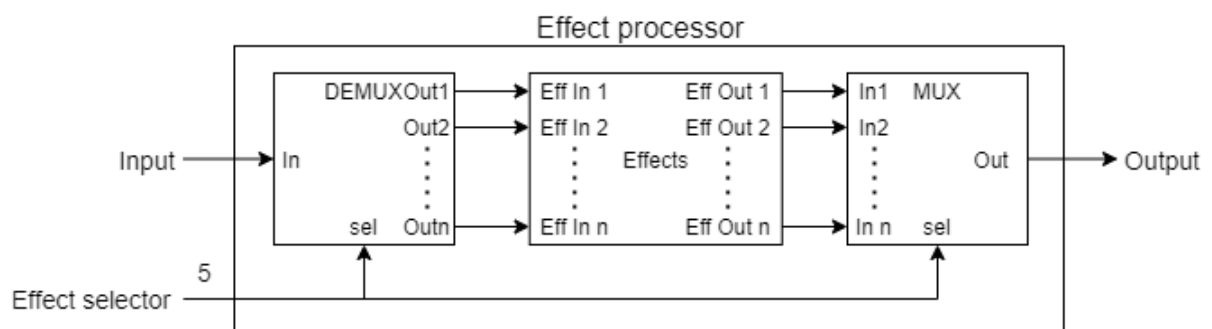 Effect processor
DEMUX Out1 Eff In 1 Eff Out 1 In1 MUX
Out2 Eff In 2 Eff Out 2 In2
Input In Effects Out Output
sel Outn Eff In n Eff Out n In n sel
5
Effect selector